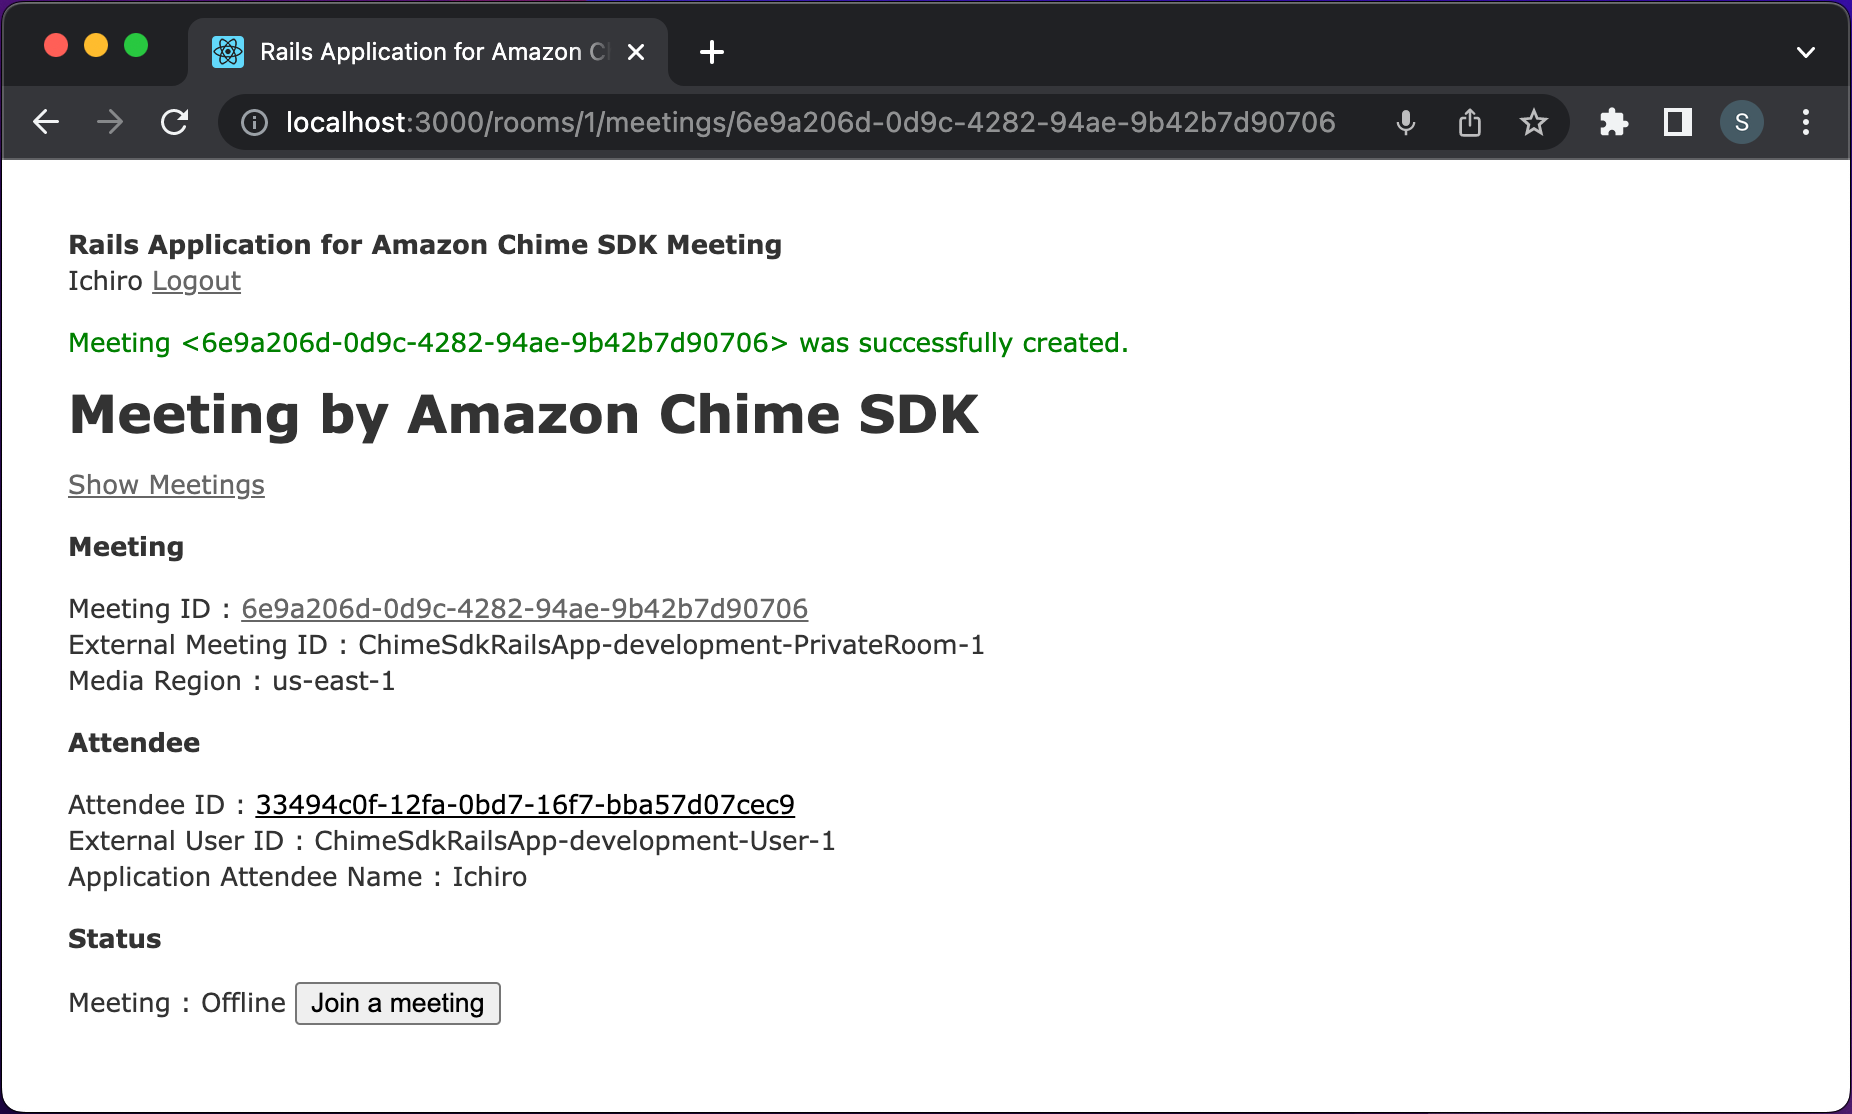 Rails Application for Amazon
localhost:3000/rooms/1/meetings/6e9a206d-0d9c-4282-94ae-9b42b7d90706
S
Rails Application for Amazon Chime SDK Meeting
Ichiro Logout
Meeting <6e9a206d-0d9c-4282-94ae-9b42b7d90706> was successfully created.
Meeting by Amazon Chime SDK
Show Meetings
Meeting
Meeting ID : 6e9a206d-0d9c-4282-94ae-9b42b7d90706
External Meeting ID : ChimeSdkRailsApp-development-PrivateRoom-1
Media Region : us-east-1
Attendee
Attendee ID : 33494c0f-12fa-0bd7-16f7-bba57d07cec9
External User ID : ChimeSdkRailsApp-development-User-1
Application Attendee Name : Ichiro
Status
Meeting : Offline Join a meeting